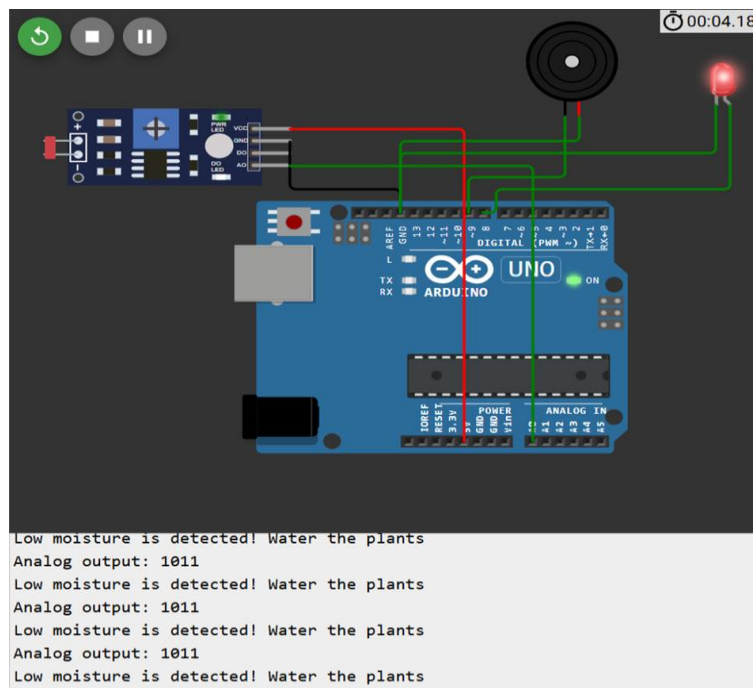 00:04.18
PWR
LED
VCC
GND
DO
AO
DO
LED
+
-
AREF
GND
13
12
~11
~10
~9
8
7
~6
~5
4
~3
2
TX→1
RX←0
DIGITAL (PWM ~)
L
TX
RX
UNO
ON
ARDUINO
IOREF
RESET
3.3V
5V
GND
GND
Vin
POWER
ANALOG IN
A0
A1
A2
A3
A4
A5
Low moisture is detected! Water the plants
Analog output: 1011
Low moisture is detected! Water the plants
Analog output: 1011
Low moisture is detected! Water the plants
Analog output: 1011
Low moisture is detected! Water the plants